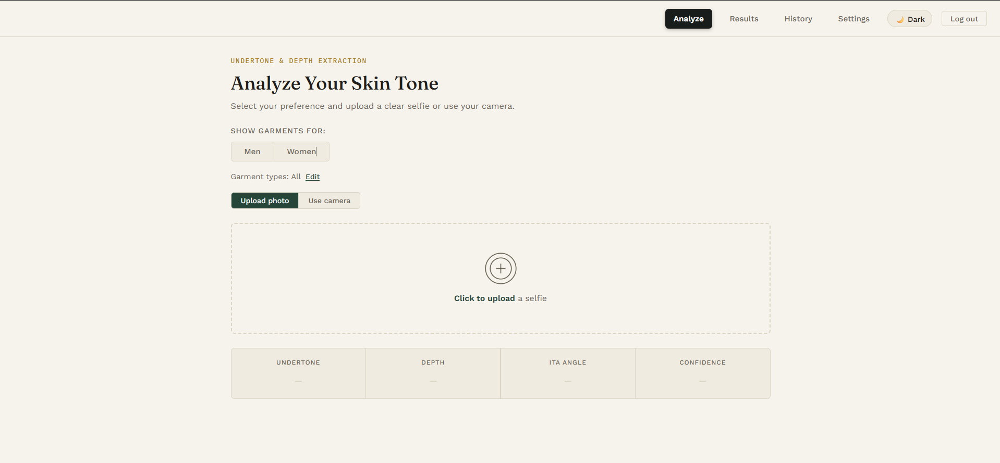 Analyze Results History Settings 🌙 Dark Log out
UNDERTONE & DEPTH EXTRACTION
Analyze Your Skin Tone
Select your preference and upload a clear selfie or use your camera.
SHOW GARMENTS FOR:
Men Women
Garment types: All Edit
Upload photo Use camera
Click to upload a selfie
UNDERTONE DEPTH ITA ANGLE CONFIDENCE
— — — —